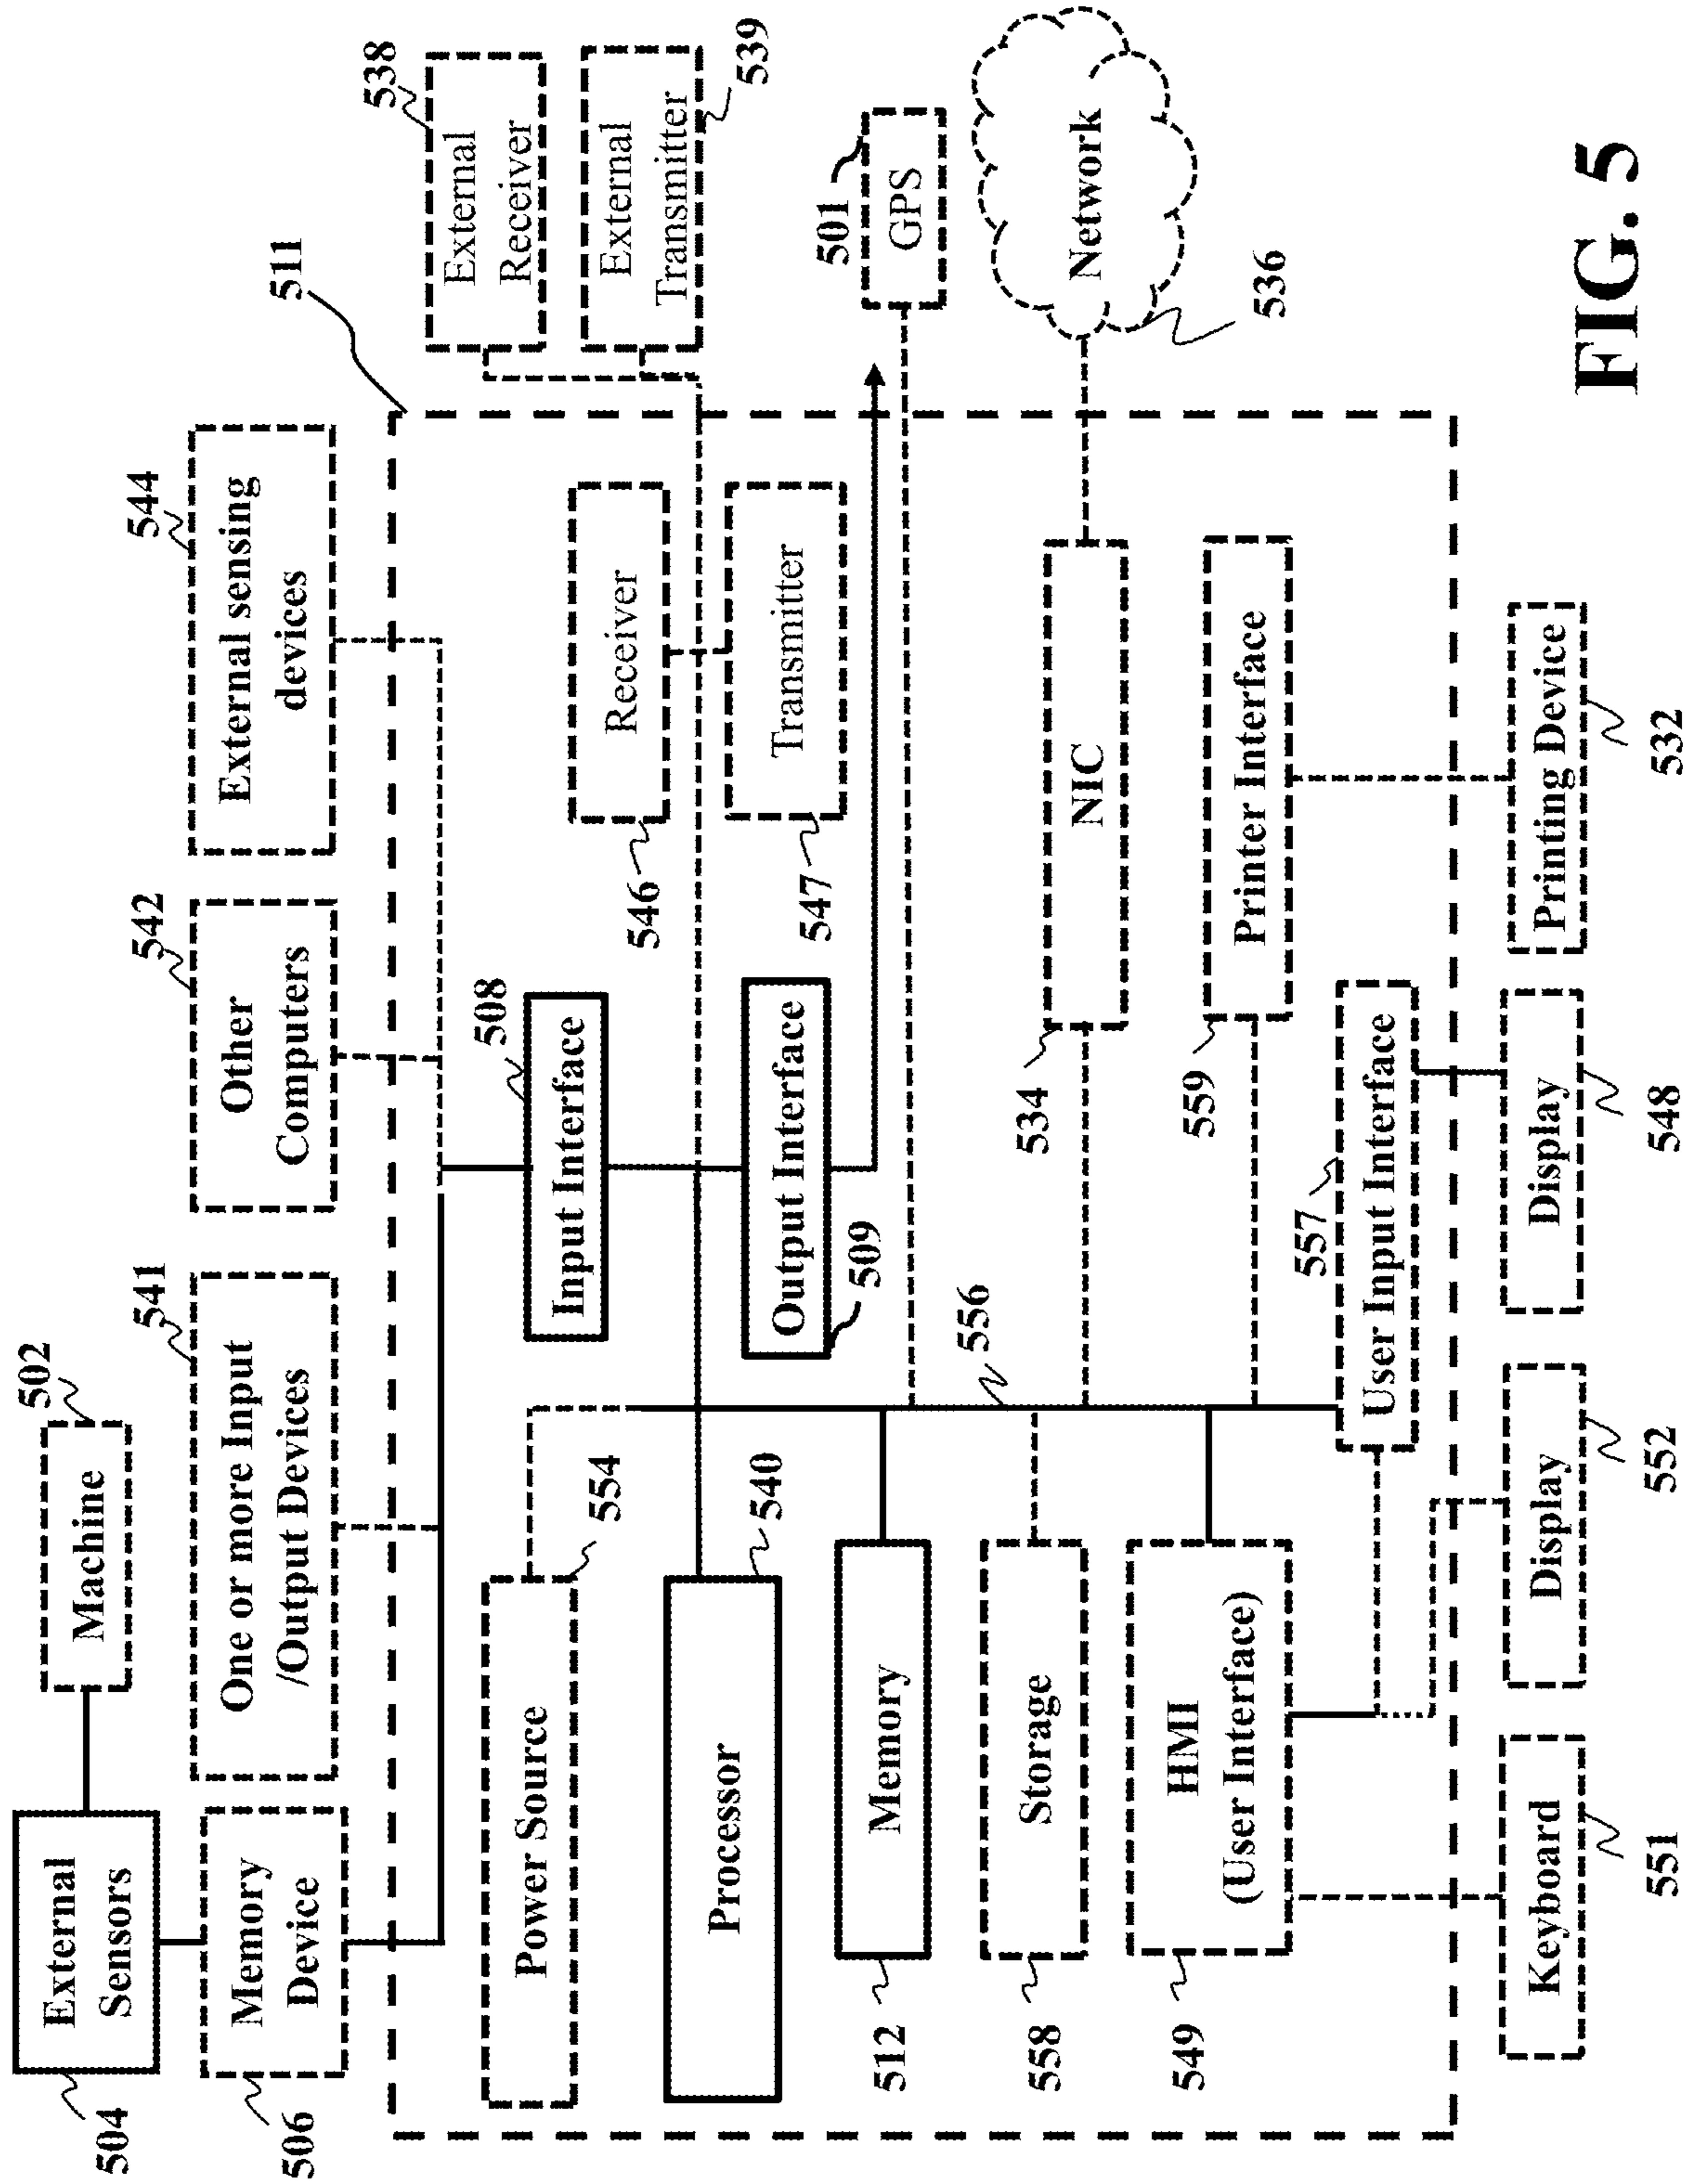 502
Machine
504
External
Sensors
506
Memory
Device
541
One or more Input
/Output Devices
542
Other
Computers
544
External sensing
devices
511
538
External
Receiver
539
External
Transmitter
501
GPS
Network
536
554
Power Source
540
Processor
512
Memory
558
Storage
549
HMI
(User Interface)
508
Input Interface
509
Output Interface
546
Receiver
547
Transmitter
556
534
NIC
559
Printer Interface
557
User Input Interface
Keyboard
551
Display
552
Display
548
Printing Device
532
FIG. 5